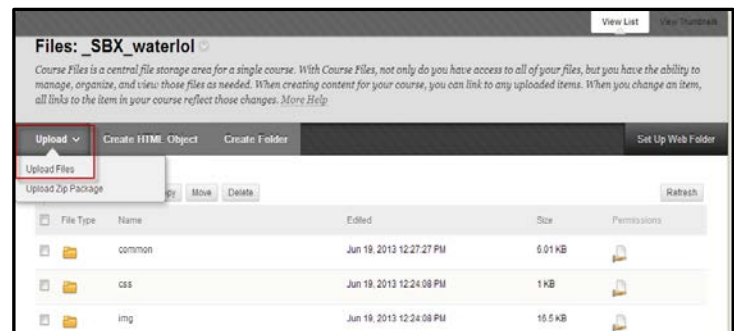 View List View Thumbnails
Files: _SBX_waterlol
Course Files is a central file storage area for a single course. With Course Files, not only do you have access to all of your files, but you have the ability to
manage, organize, and view those files as needed. When creating content for your course, you can link to any uploaded items. When you change an item,
all links to the item in your course reflect those changes. More Help
Upload Create HTML Object Create Folder Set Up Web Folder
Upload Files
Upload Zip Package
Move Delete Refresh
File Type Name Edited Size Permissions
common Jun 19, 2013 12:27:27 PM 6.01 KB
css Jun 19, 2013 12:24:08 PM 1 KB
img Jun 19, 2013 12:24:08 PM 16.5 KB